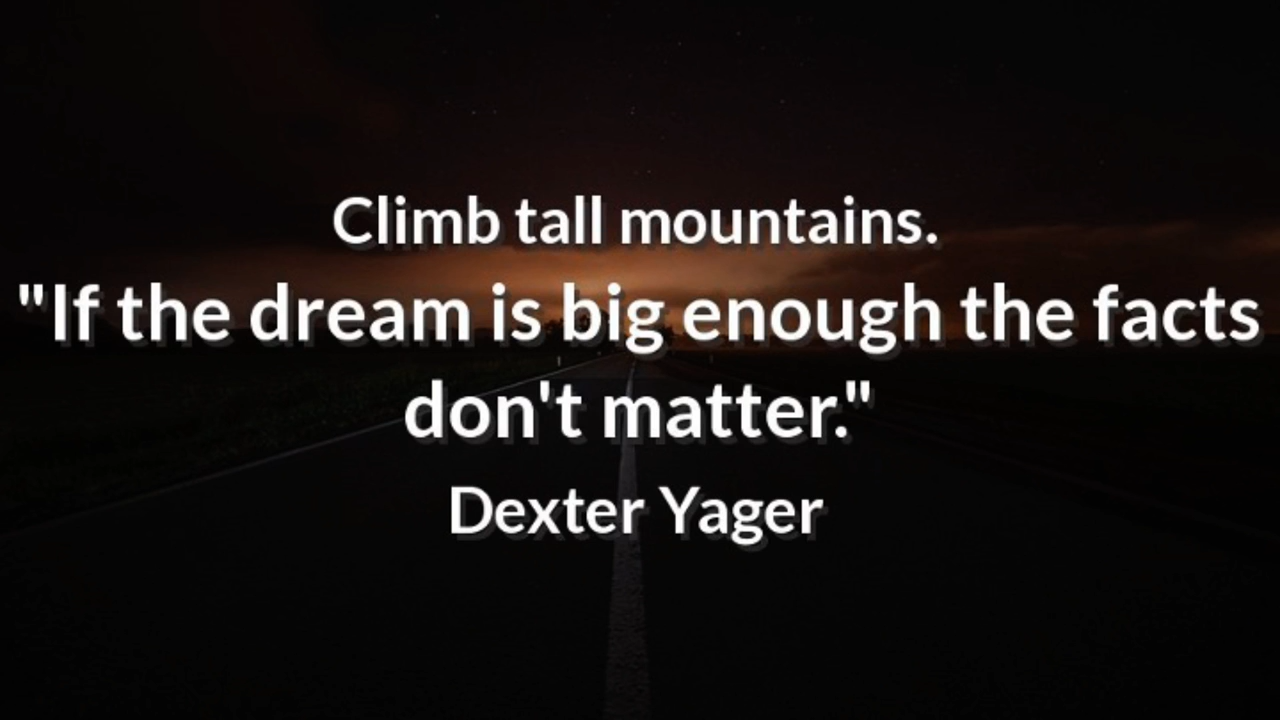 Climb tall mountains.
"If the dream is big enough the facts
don't matter."
Dexter Yager